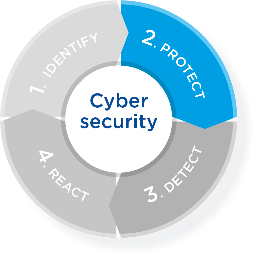 1. IDENTIFY
2. PROTECT
Cyber
security
3. DETECT
4. REACT